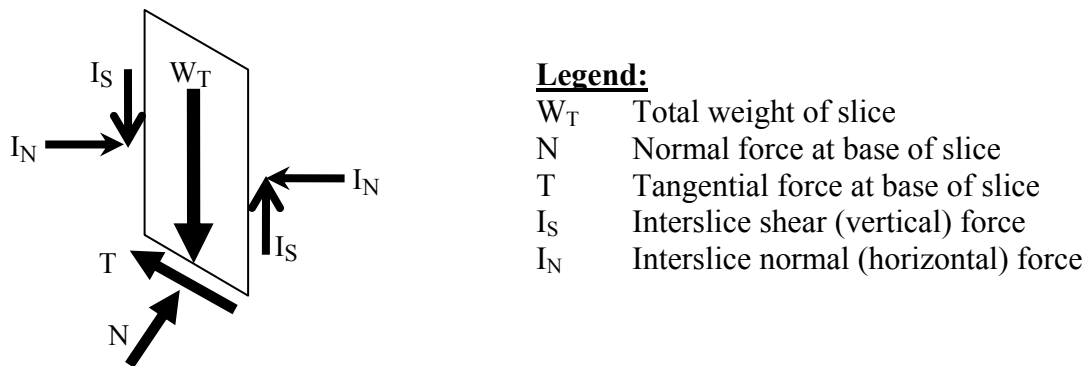 I_S
W_T
I_N
I_N
I_S
T
N
Legend:
W_T Total weight of slice
N Normal force at base of slice
T Tangential force at base of slice
I_S Interslice shear (vertical) force
I_N Interslice normal (horizontal) force